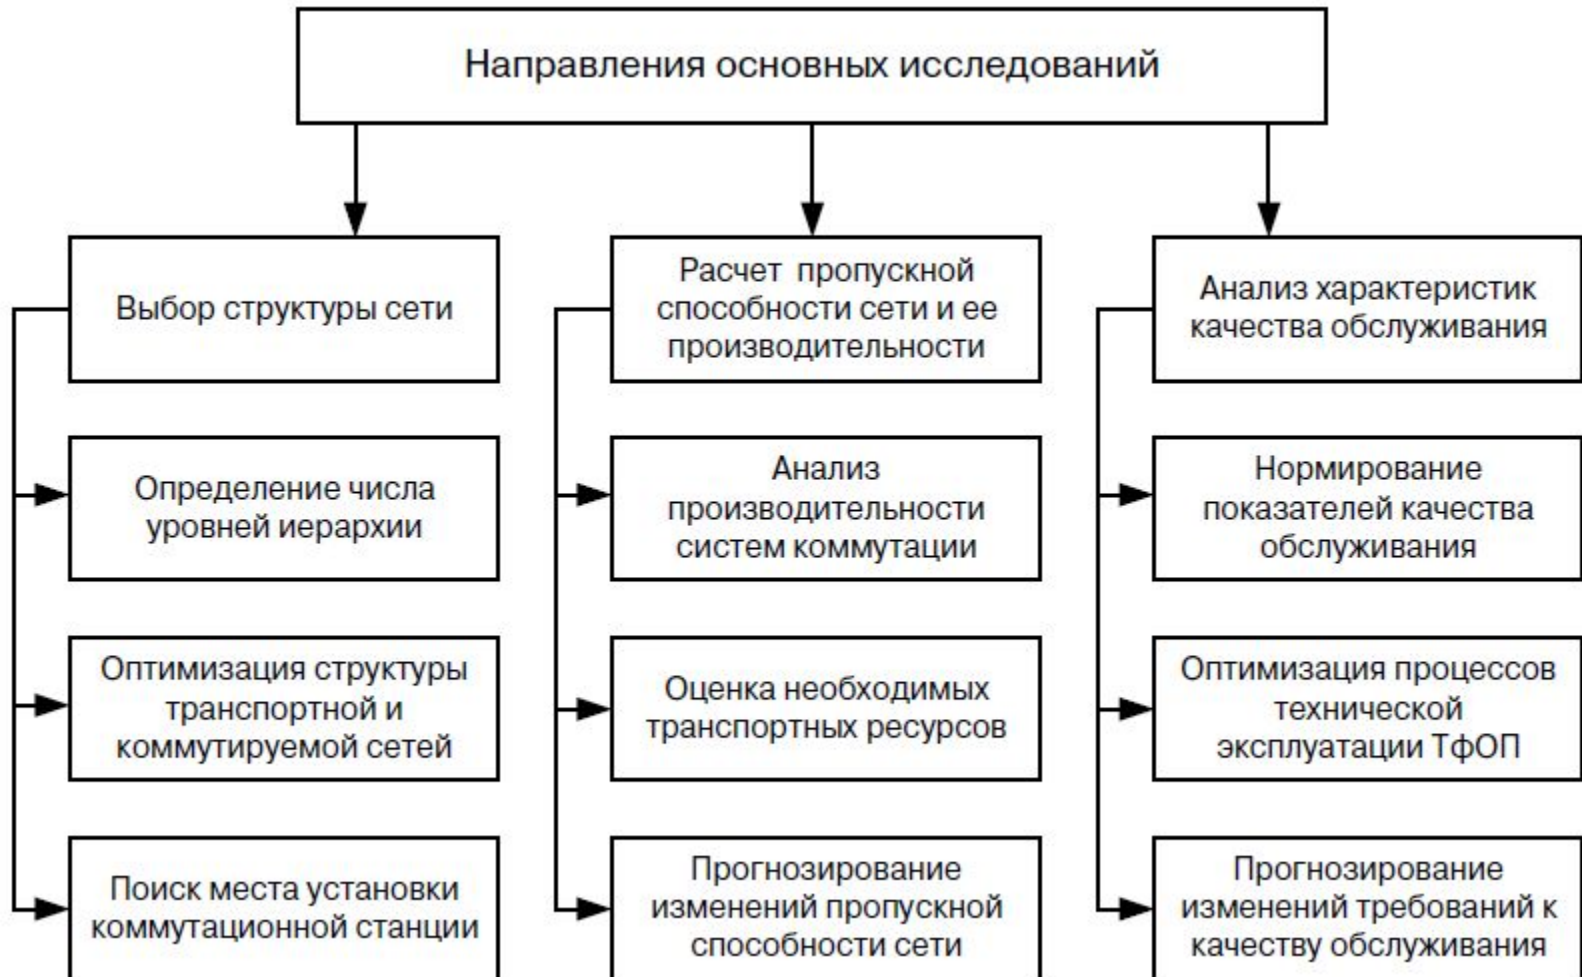 Направления основных исследований
Выбор структуры сети
Расчет пропускной
способности сети и ее
производительности
Анализ характеристик
качества обслуживания
Определение числа
уровней иерархии
Анализ
производительности
систем коммутации
Нормирование
показателей качества
обслуживания
Оптимизация структуры
транспортной и
коммутируемой сетей
Оценка необходимых
транспортных ресурсов
Оптимизация процессов
технической
эксплуатации ТфОП
Поиск места установки
коммутационной станции
Прогнозирование
изменений пропускной
способности сети
Прогнозирование
изменений требований к
качеству обслуживания